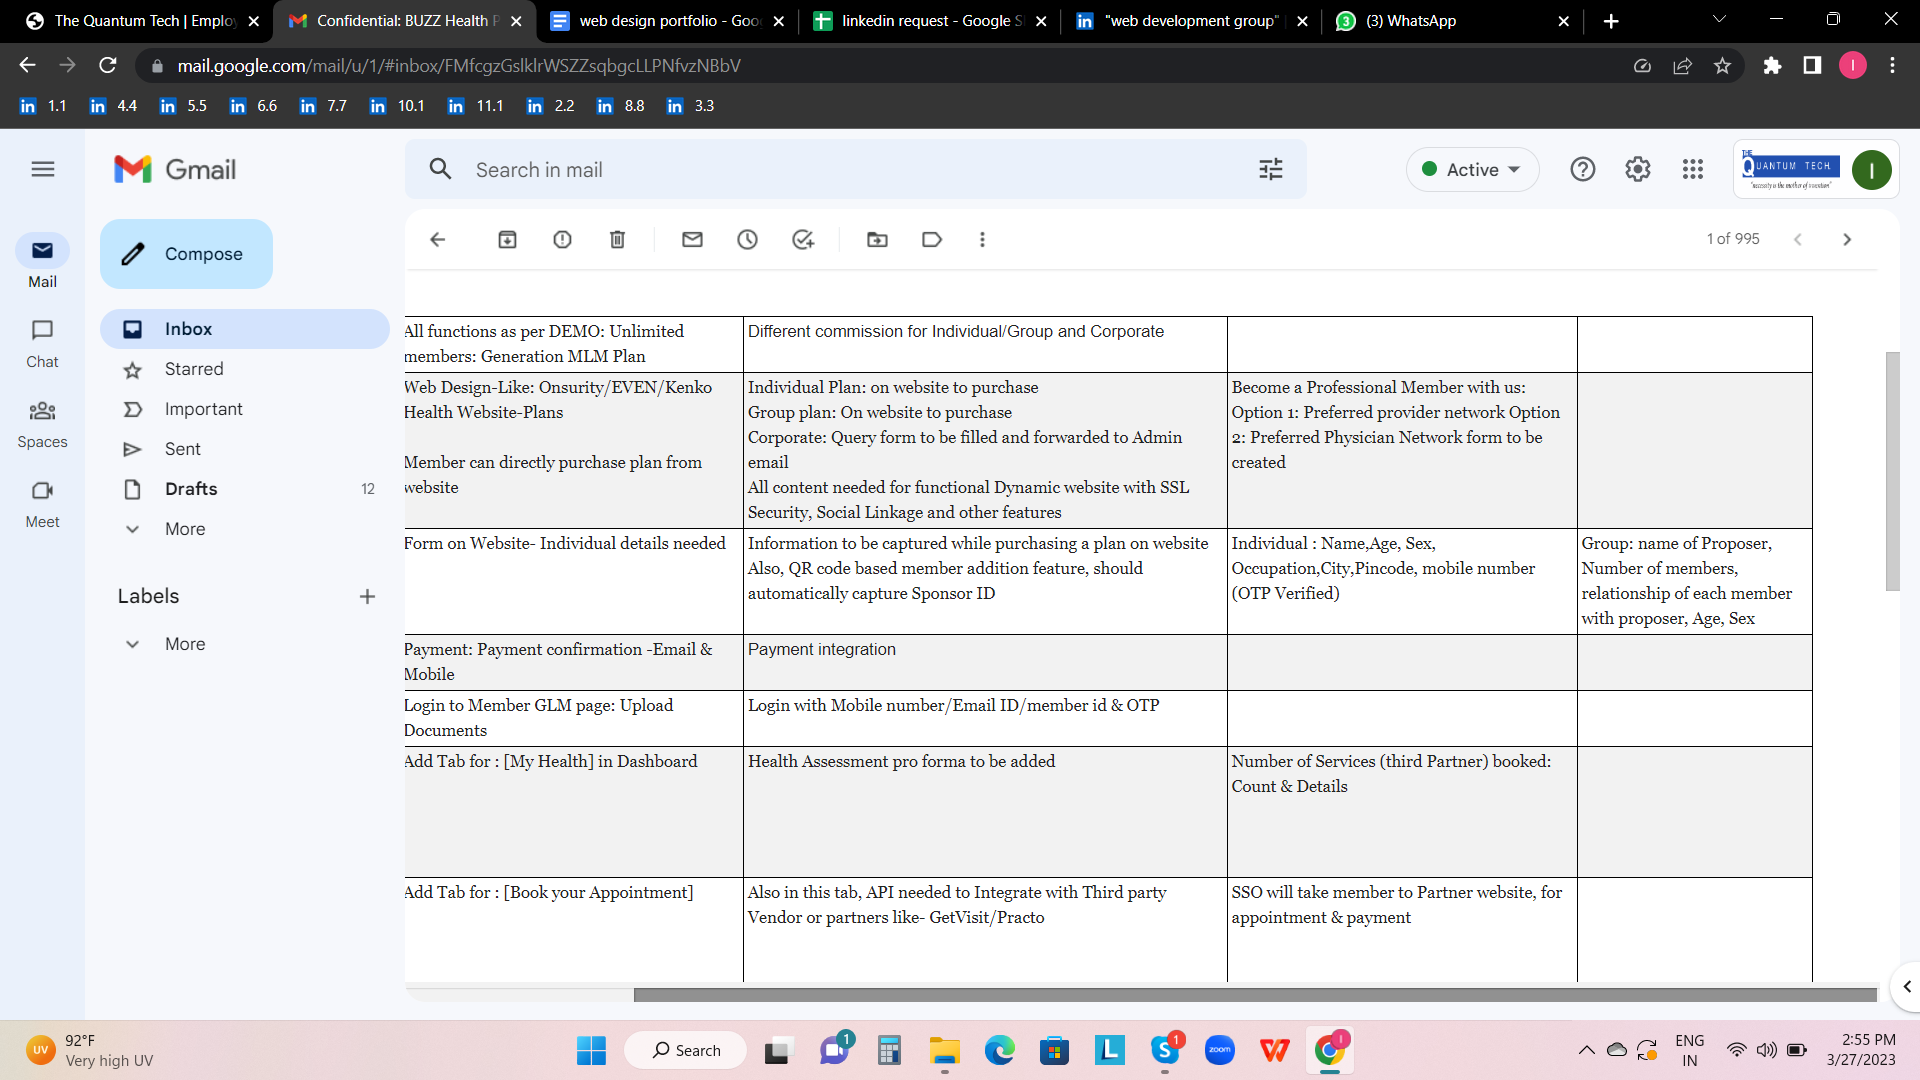 The Quantum Tech | Employ
Confidential: BUZZ Health P
web design portfolio - Goo
linkedin request - Google S
"web development group"
(3) WhatsApp
mail.google.com/mail/u/1/#inbox/FMfcgzGslklrWSZZsqbgcLLPNfvzNBbV
I
1.1
4.4
5.5
6.6
7.7
10.1
11.1
2.2
8.8
3.3
Gmail
Search in mail
Active
THE QUANTUM TECH.
"necessity is the mother of invention"
I
Compose
1 of 995
Mail
Chat
Spaces
Meet
Inbox
Starred
Important
Sent
Drafts 12
More
Labels
More
All functions as per DEMO: Unlimited
members: Generation MLM Plan
Different commission for Individual/Group and Corporate
Web Design-Like: Onsurity/EVEN/Kenko
Health Website-Plans
Member can directly purchase plan from
website
Individual Plan: on website to purchase
Group plan: On website to purchase
Corporate: Query form to be filled and forwarded to Admin
email
All content needed for functional Dynamic website with SSL
Security, Social Linkage and other features
Become a Professional Member with us:
Option 1: Preferred provider network Option
2: Preferred Physician Network form to be
created
Form on Website- Individual details needed
Information to be captured while purchasing a plan on website
Also, QR code based member addition feature, should
automatically capture Sponsor ID
Individual : Name,Age, Sex,
Occupation,City,Pincode, mobile number
(OTP Verified)
Group: name of Proposer,
Number of members,
relationship of each member
with proposer, Age, Sex
Payment: Payment confirmation -Email &
Mobile
Payment integration
Login to Member GLM page: Upload
Documents
Login with Mobile number/Email ID/member id & OTP
Add Tab for : [My Health] in Dashboard
Health Assessment pro forma to be added
Number of Services (third Partner) booked:
Count & Details
Add Tab for : [Book your Appointment]
Also in this tab, API needed to Integrate with Third party
Vendor or partners like- GetVisit/Practo
SSO will take member to Partner website, for
appointment & payment
UV
92°F
Very high UV
Search
1
1
zoom
ENG
IN
2:55 PM
3/27/2023